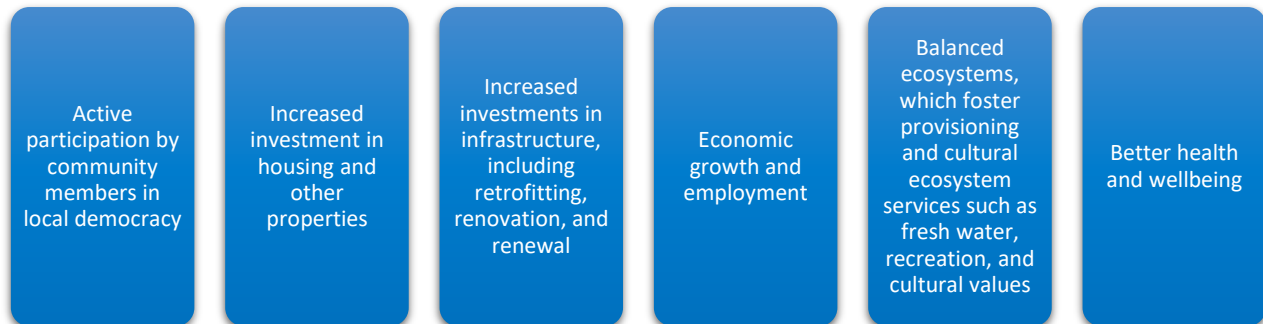 Active
participation by
community
members in
local democracy
Increased
investment in
housing and
other
properties
Increased
investments in
infrastructure,
including
retrofitting,
renovation, and
renewal
Economic
growth and
employment
Balanced
ecosystems,
which foster
provisioning
and cultural
ecosystem
services such as
fresh water,
recreation, and
cultural values
Better health
and wellbeing